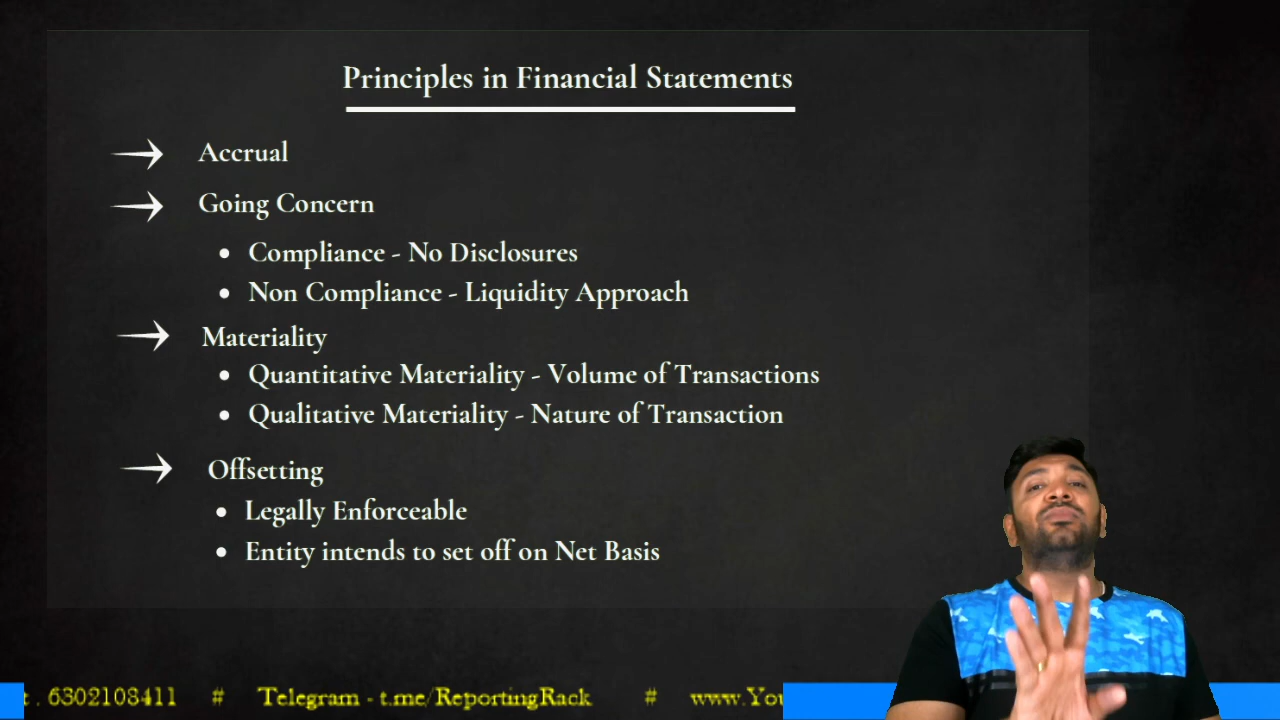 Principles in Financial Statements
Accrual
Going Concern
Compliance - No Disclosures
Non Compliance - Liquidity Approach
Materiality
Quantitative Materiality - Volume of Transactions
Qualitative Materiality - Nature of Transaction
Offsetting
Legally Enforceable
Entity intends to set off on Net Basis
t . 6302108411 # Telegram - t.me/ReportingRack # www.You